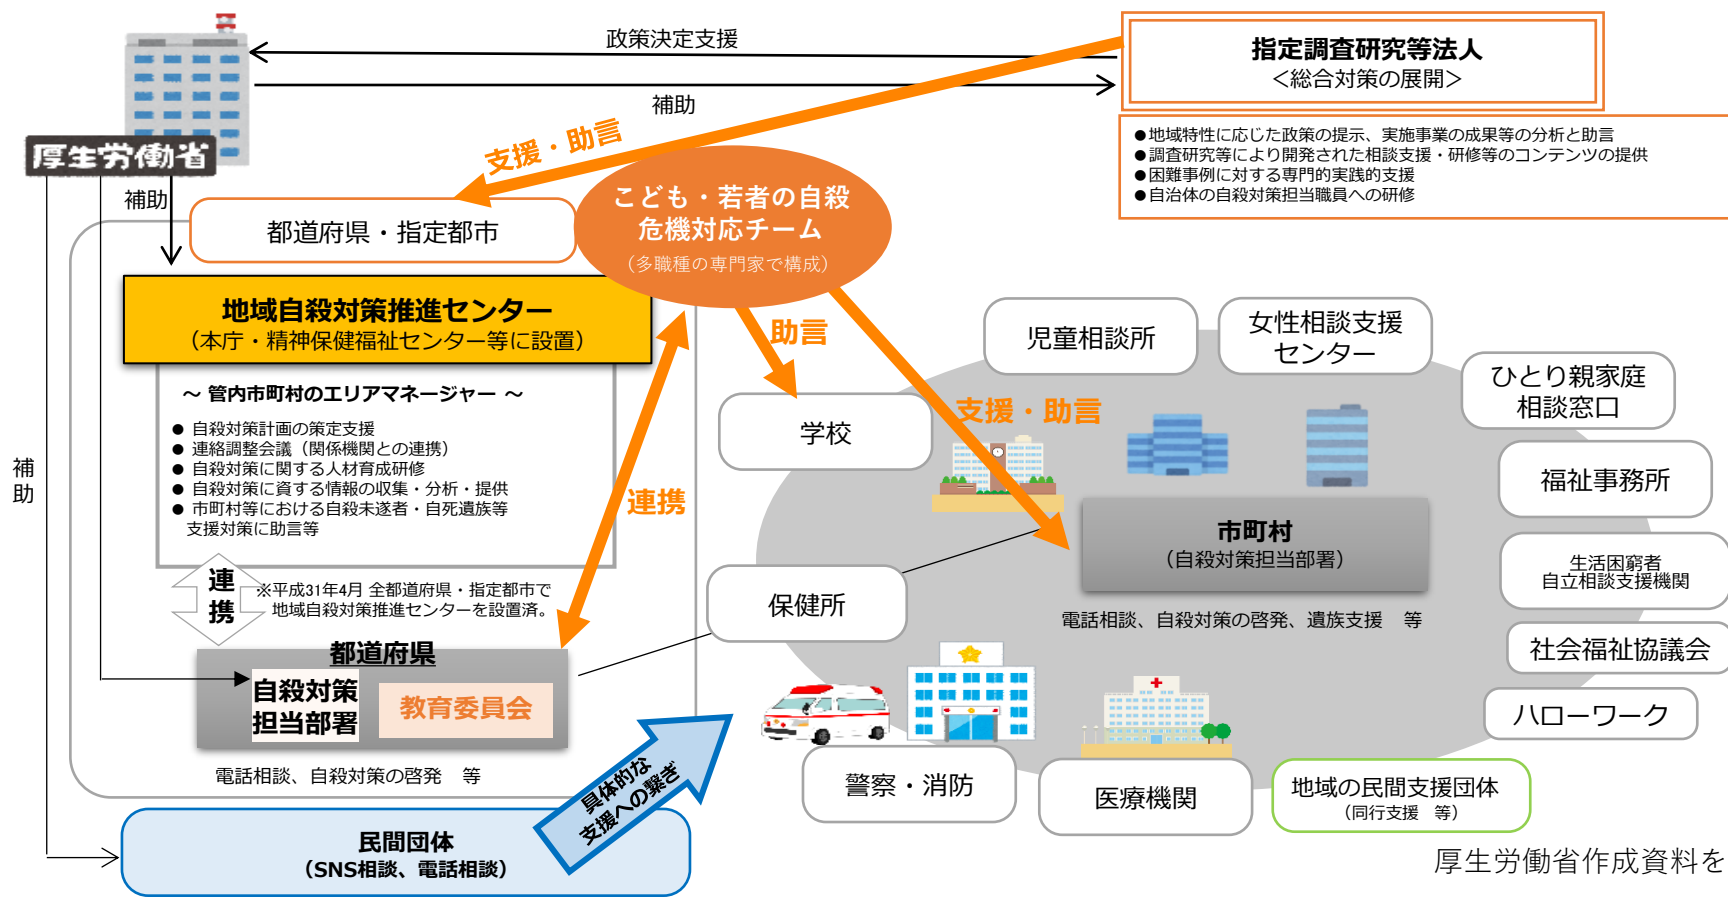 政策決定支援
補助
指定調査研究等法人
＜総合対策の展開＞
●地域特性に応じた政策の提示、実施事業の成果等の分析と助言
●調査研究等により開発された相談支援・研修等のコンテンツの提供
●困難事例に対する専門的実践的支援
●自治体の自殺対策担当職員への研修
厚生労働省
補助
支援・助言
都道府県・指定都市
こども・若者の自殺
危機対応チーム
（多職種の専門家で構成）
地域自殺対策推進センター
（本庁・精神保健福祉センター等に設置）
～ 管内市町村のエリアマネージャー ～
● 自殺対策計画の策定支援
● 連絡調整会議（関係機関との連携）
● 自殺対策に関する人材育成研修
● 自殺対策に資する情報の収集・分析・提供
● 市町村等における自殺未遂者・自死遺族等
支援対策に助言等
補
助
連
携
※平成31年4月 全都道府県・指定都市で
地域自殺対策推進センターを設置済。
連携
都道府県
自殺対策
担当部署
教育委員会
電話相談、自殺対策の啓発　等
民間団体
（SNS相談、電話相談）
具体的な
支援への繋ぎ
助言
支援・助言
学校
児童相談所
女性相談支援
センター
ひとり親家庭
相談窓口
福祉事務所
生活困窮者
自立相談支援機関
社会福祉協議会
ハローワーク
市町村
（自殺対策担当部署）
電話相談、自殺対策の啓発、遺族支援　等
保健所
警察・消防
医療機関
地域の民間支援団体
（同行支援　等）
厚生労働省作成資料を